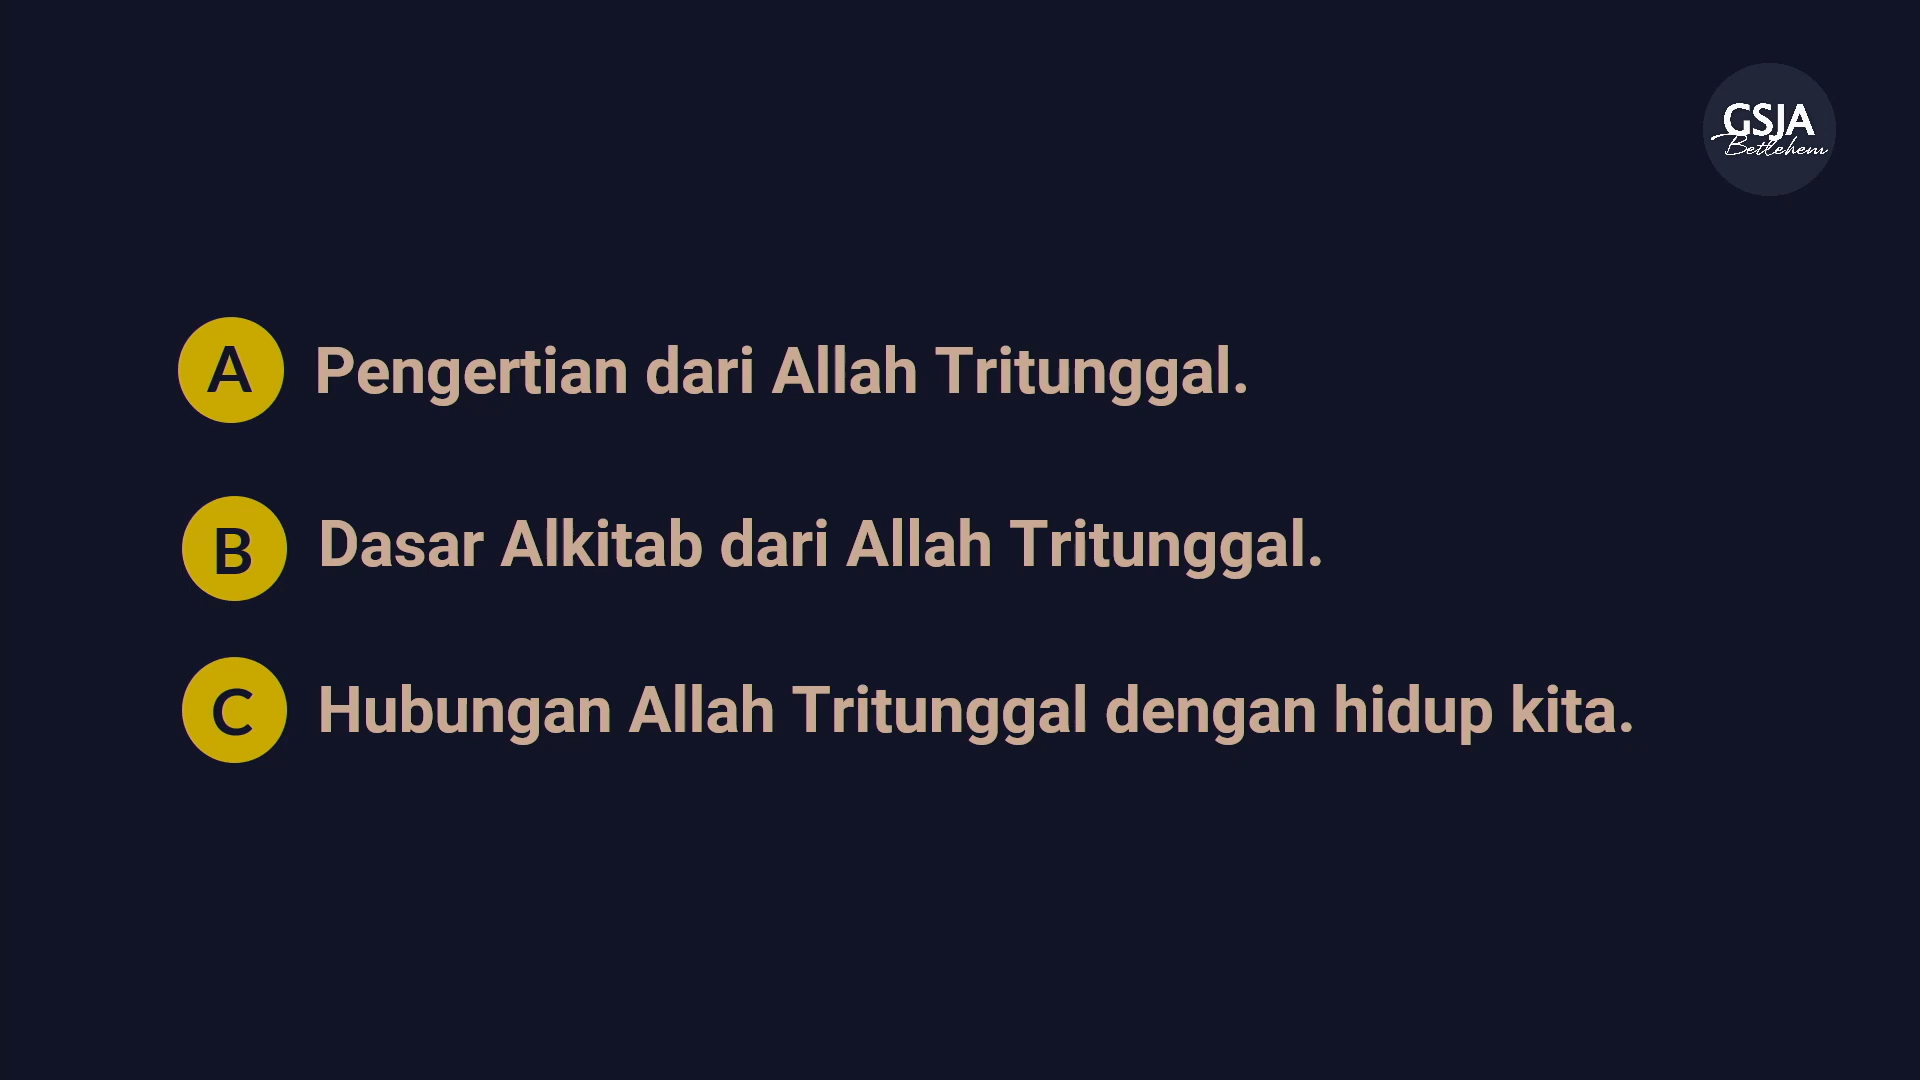 GSJA
Betlehem
A Pengertian dari Allah Tritunggal.
B Dasar Alkitab dari Allah Tritunggal.
C Hubungan Allah Tritunggal dengan hidup kita.